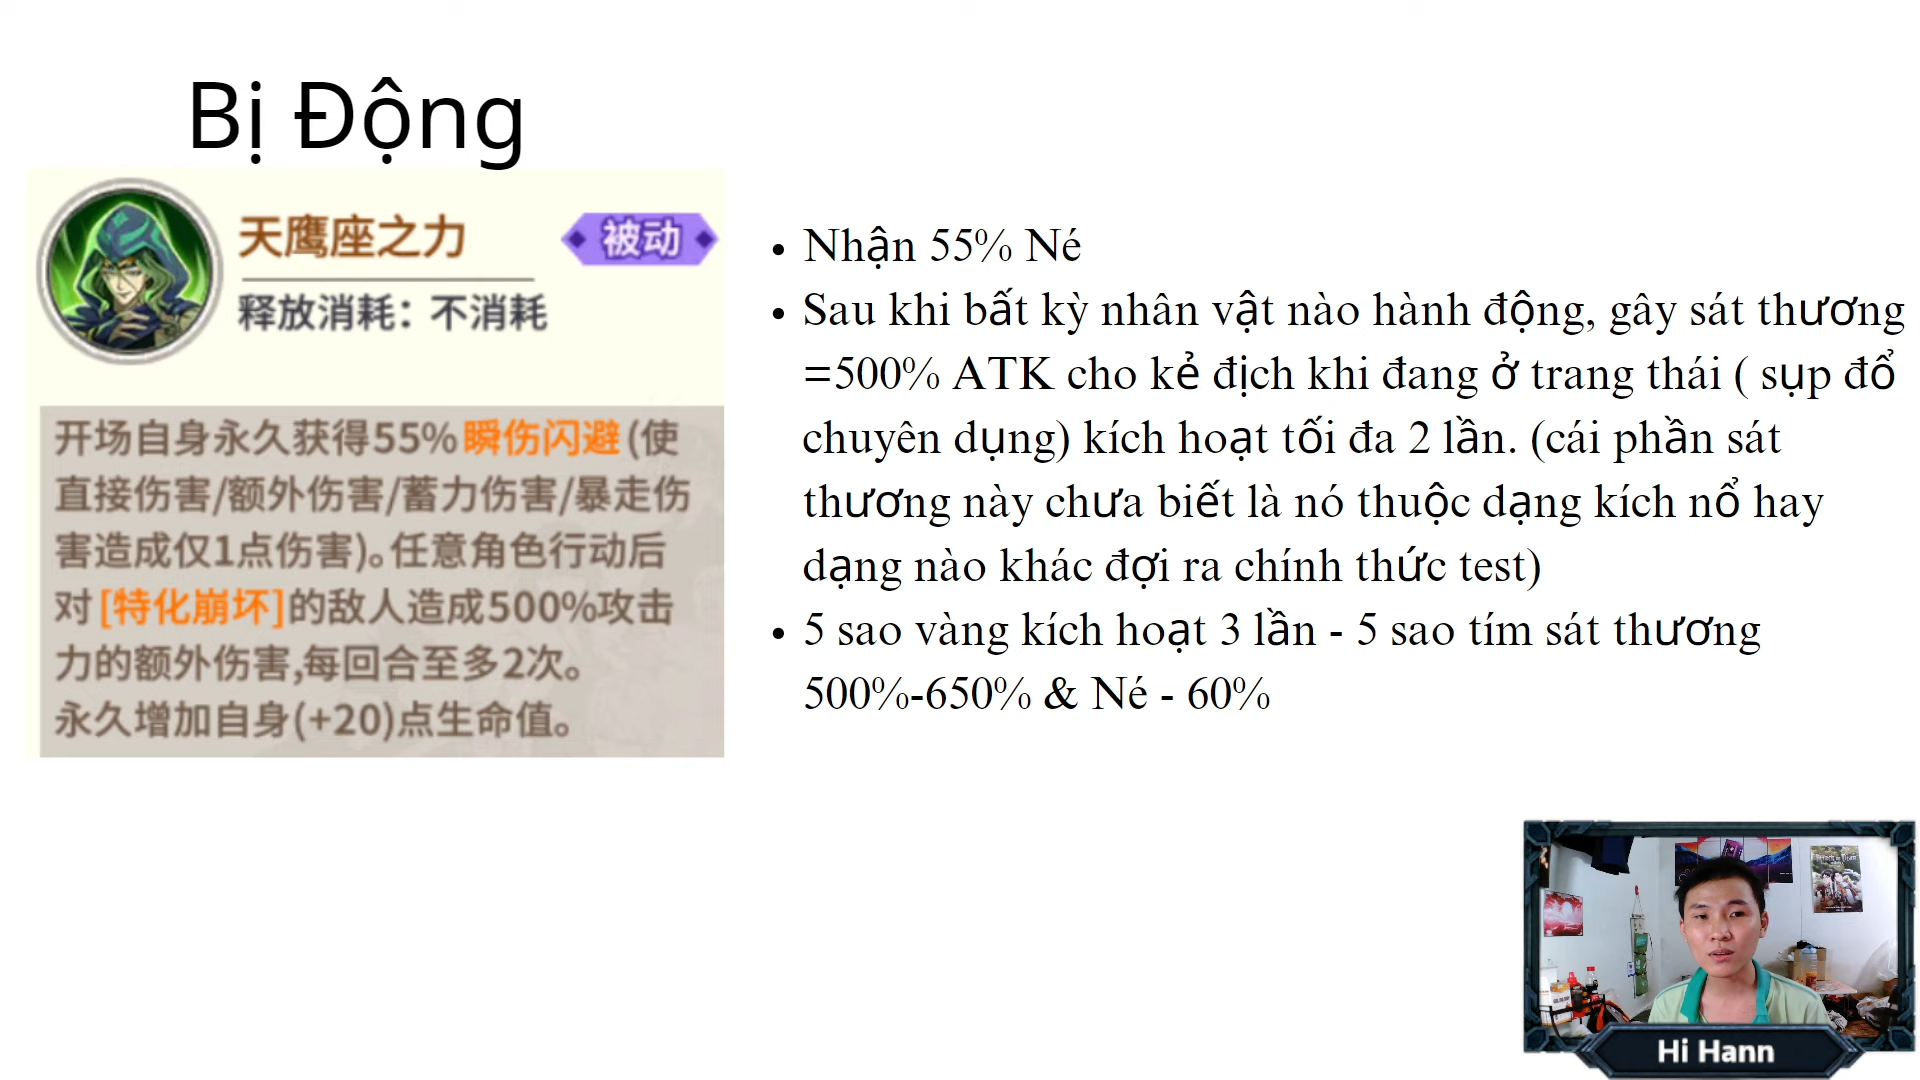 Bị Động
天鹰座之力
被动
释放消耗：不消耗
开场自身永久获得55%瞬伤闪避(使
直接伤害/额外伤害/蓄力伤害/暴走伤
害造成仅1点伤害)。任意角色行动后
对[特化崩坏]的敌人造成500%攻击
力的额外伤害,每回合至多2次。
永久增加自身(+20)点生命值。
• Nhận 55% Né
• Sau khi bất kỳ nhân vật nào hành động, gây sát thương
=500% ATK cho kẻ địch khi đang ở trang thái ( sụp đổ
chuyên dụng) kích hoạt tối đa 2 lần. (cái phần sát
thương này chưa biết là nó thuộc dạng kích nổ hay
dạng nào khác đợi ra chính thức test)
• 5 sao vàng kích hoạt 3 lần - 5 sao tím sát thương
500%-650% & Né - 60%
Hi Hann